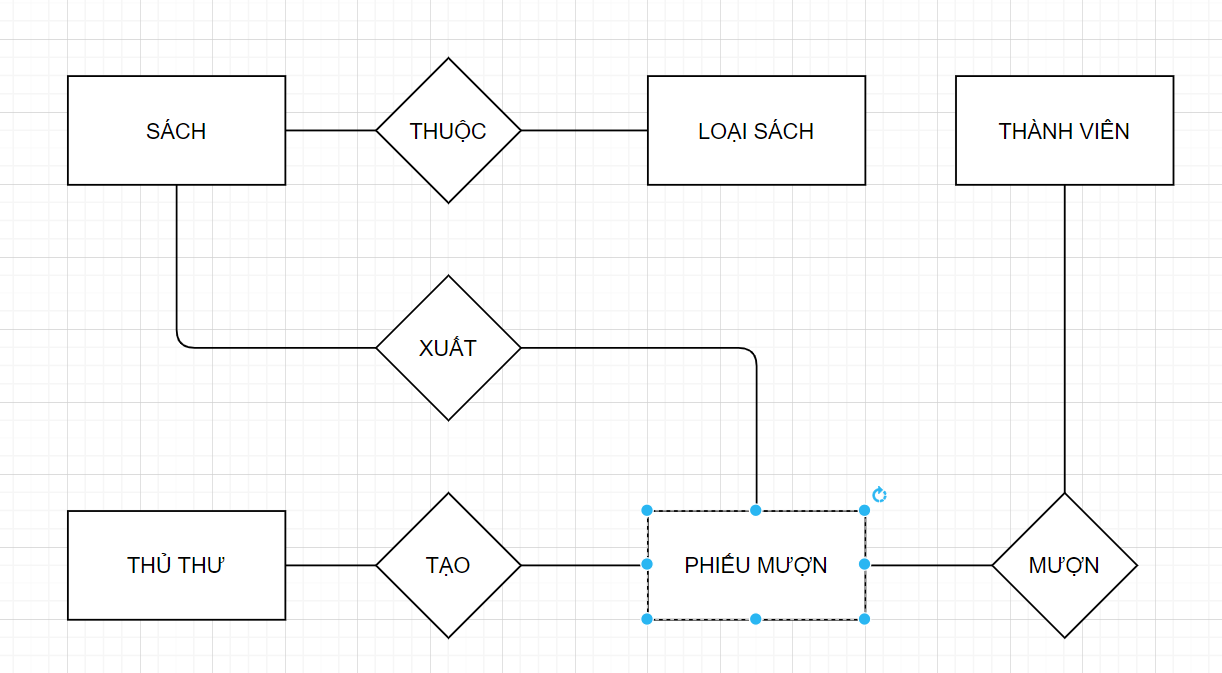 SÁCH
THUỘC
LOẠI SÁCH
THÀNH VIÊN
XUẤT
THỦ THƯ
TẠO
PHIẾU MƯỢN
MƯỢN